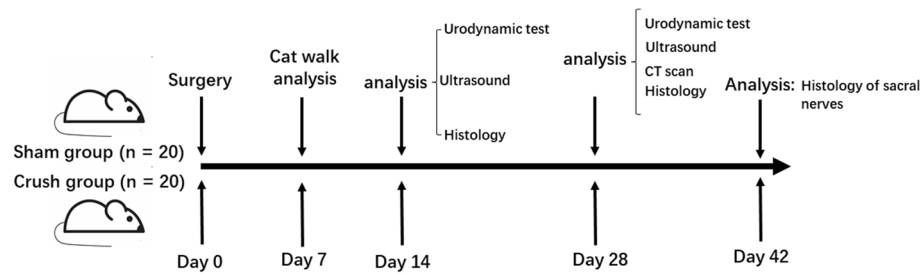 Surgery
Cat walk
analysis
analysis
Urodynamic test
Ultrasound
Histology
analysis
Urodynamic test
Ultrasound
CT scan
Histology
Analysis: Histology of sacral
nerves
Sham group (n = 20)
Crush group (n = 20)
Day 0
Day 7
Day 14
Day 28
Day 42